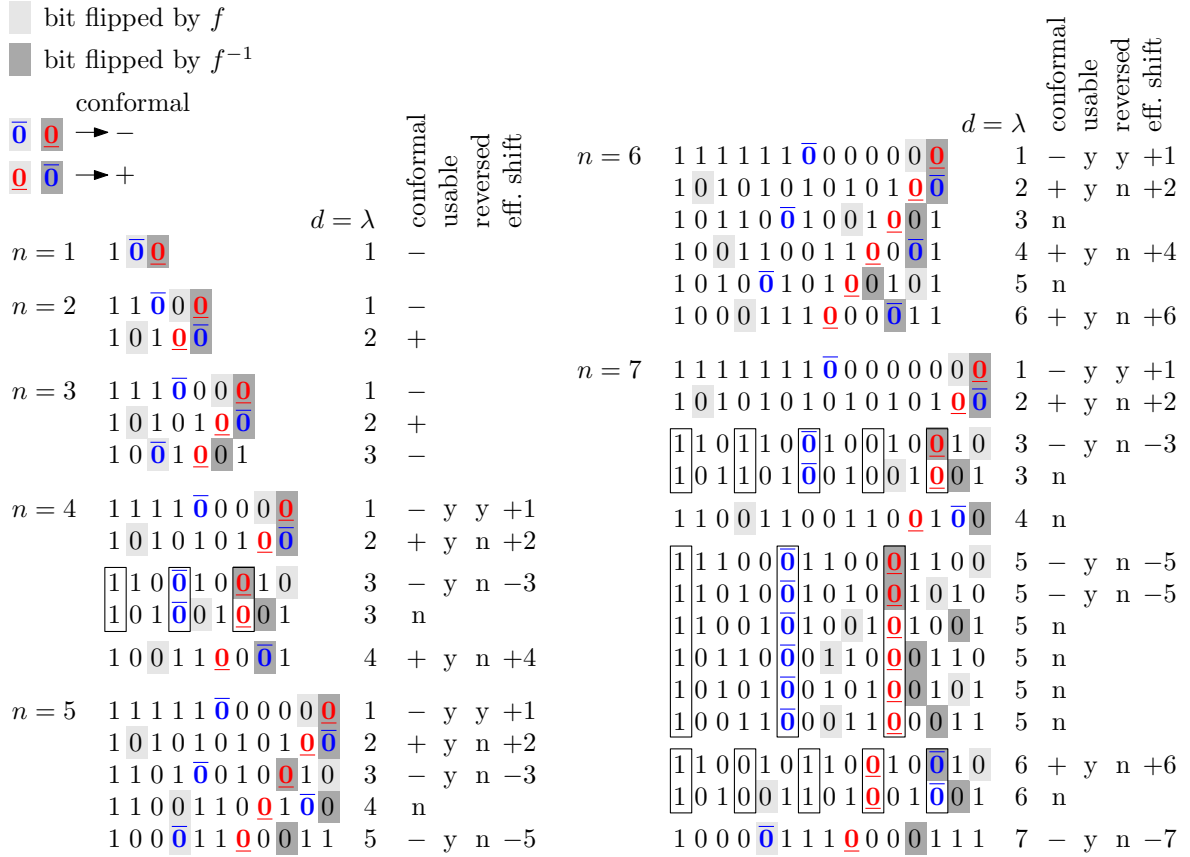 bit flipped by f
bit flipped by f⁻¹
conformal
0̅ 0̲ → −
0̲ 0̅ → +
d = λ conformal usable reversed eff. shift
n = 1 1 0̅ 0̲ 1 −
n = 2 1 1 0̅ 0 0̲ 1 −
1 0 1 0̲ 0̅ 2 +
n = 3 1 1 1 0̅ 0 0 0̲ 1 −
1 0 1 0 1 0̲ 0̅ 2 +
1 0 0̅ 1 0̲ 0 1 3 −
n = 4 1 1 1 1 0̅ 0 0 0 0̲ 1 − y y +1
1 0 1 0 1 0 1 0̲ 0̅ 2 + y n +2
1 1 0 0̅ 1 0 0̲ 1 0 3 − y n −3
1 0 1 0̅ 0 1 0̲ 0 1 3 n
1 0 0 1 1 0̲ 0 0̅ 1 4 + y n +4
n = 5 1 1 1 1 1 0̅ 0 0 0 0 0̲ 1 − y y +1
1 0 1 0 1 0 1 0 1 0̲ 0̅ 2 + y n +2
1 1 0 1 0̅ 0 1 0 0̲ 1 0 3 − y n −3
1 1 0 0 1 1 0 0̲ 1 0̅ 0 4 n
1 0 0 0̅ 1 1 0̲ 0 0 1 1 5 − y n −5
d = λ conformal usable reversed eff. shift
n = 6 1 1 1 1 1 1 0̅ 0 0 0 0 0 0̲ 1 − y y +1
1 0 1 0 1 0 1 0 1 0 1 0̲ 0̅ 2 + y n +2
1 0 1 1 0 0̅ 1 0 0 1 0̲ 0 1 3 n
1 0 0 1 1 0 0 1 1 0̲ 0 0̅ 1 4 + y n +4
1 0 1 0 0̅ 1 0 1 0̲ 0 1 0 1 5 n
1 0 0 0 1 1 1 0̲ 0 0 0̅ 1 1 6 + y n +6
n = 7 1 1 1 1 1 1 1 0̅ 0 0 0 0 0 0 0̲ 1 − y y +1
1 0 1 0 1 0 1 0 1 0 1 0 1 0̲ 0̅ 2 + y n +2
1 1 0 1 1 0 0̅ 1 0 0 1 0 0̲ 1 0 3 − y n −3
1 0 1 1 0 1 0̅ 0 1 0 0 1 0̲ 0 1 3 n
1 1 0 0 1 1 0 0 1 1 0 0̲ 1 0̅ 0 4 n
1 1 1 0 0 0̅ 1 1 0 0 0̲ 1 1 0 0 5 − y n −5
1 1 0 1 0 0̅ 1 0 1 0 0̲ 1 0 1 0 5 − y n −5
1 1 0 0 1 0̅ 1 0 0 1 0̲ 1 0 0 1 5 n
1 0 1 1 0 0̅ 0 1 1 0 0̲ 0 1 1 0 5 n
1 0 1 0 1 0̅ 0 1 0 1 0̲ 0 1 0 1 5 n
1 0 0 1 1 0̅ 0 0 1 1 0̲ 0 0 1 1 5 n
1 1 0 0 1 0 1 1 0 0̲ 1 0 0̅ 1 0 6 + y n +6
1 0 1 0 0 1 1 0 1 0̲ 0 1 0̅ 0 1 6 n
1 0 0 0 0̅ 1 1 1 0̲ 0 0 0 1 1 1 7 − y n −7